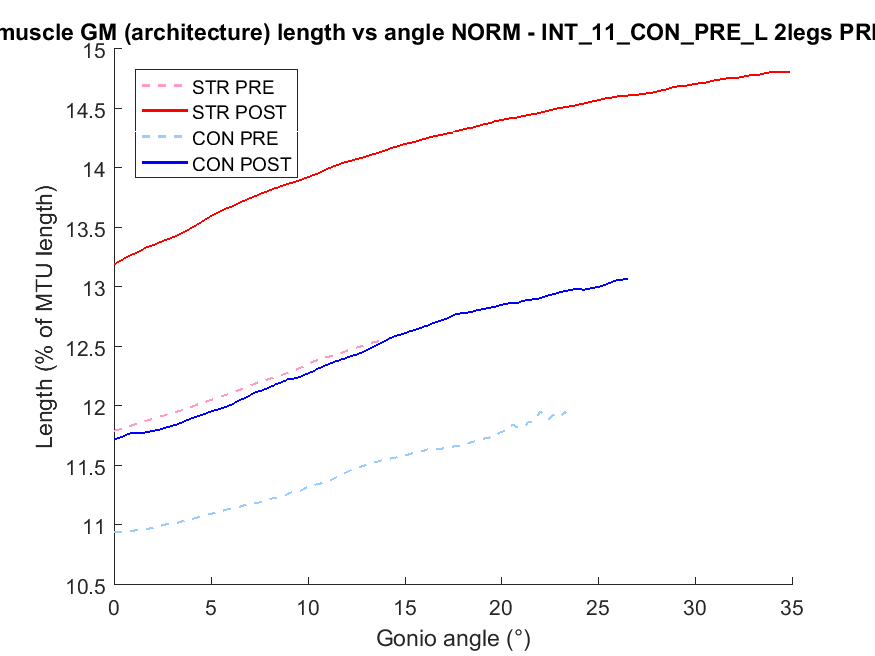 muscle GM (architecture) length vs angle NORM - INT_11_CON_PRE_L 2legs PRE
STR PRE
STR POST
CON PRE
CON POST
Length (% of MTU length)
15
14.5
14
13.5
13
12.5
12
11.5
11
10.5
0 5 10 15 20 25 30 35
Gonio angle (°)